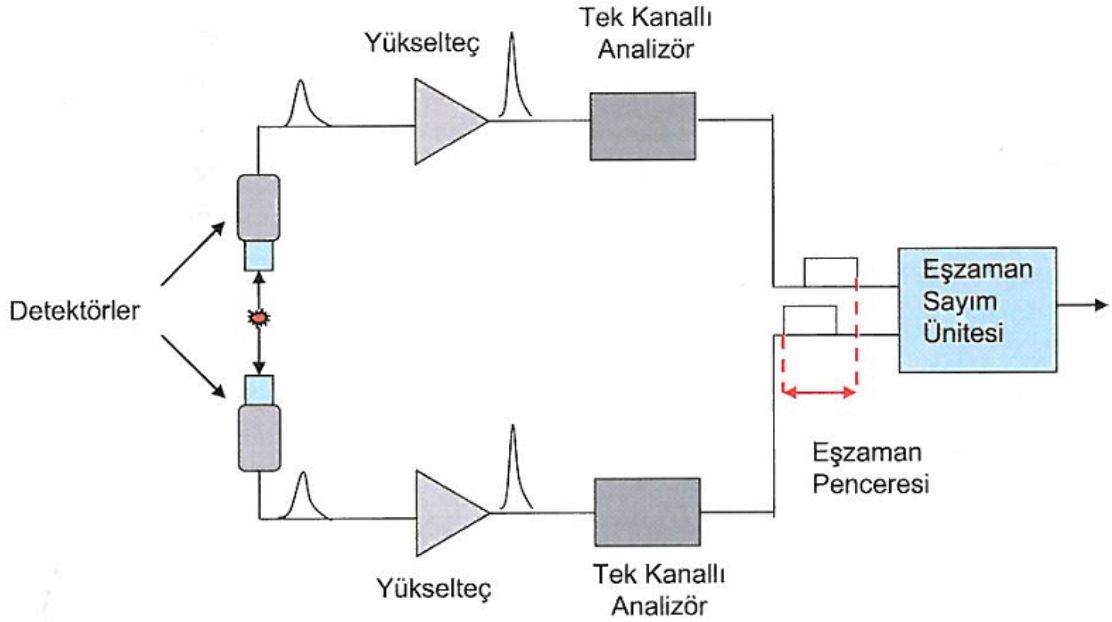 Tek Kanallı
Analizör
Yükselteç
Detektörler
Eşzaman
Sayım
Ünitesi
Eşzaman
Penceresi
Yükselteç
Tek Kanallı
Analizör